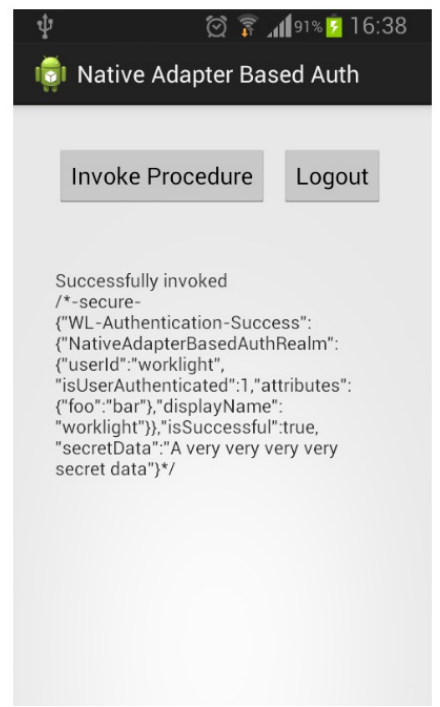 91% 16:38
Native Adapter Based Auth
Invoke Procedure Logout
Successfully invoked
/*-secure-
{"WL-Authentication-Success":
{"NativeAdapterBasedAuthRealm":
{"userId":"worklight",
"isUserAuthenticated":1,"attributes":
{"foo":"bar"},"displayName":
"worklight"}},"isSuccessful":true,
"secretData":"A very very very very
secret data"}*/